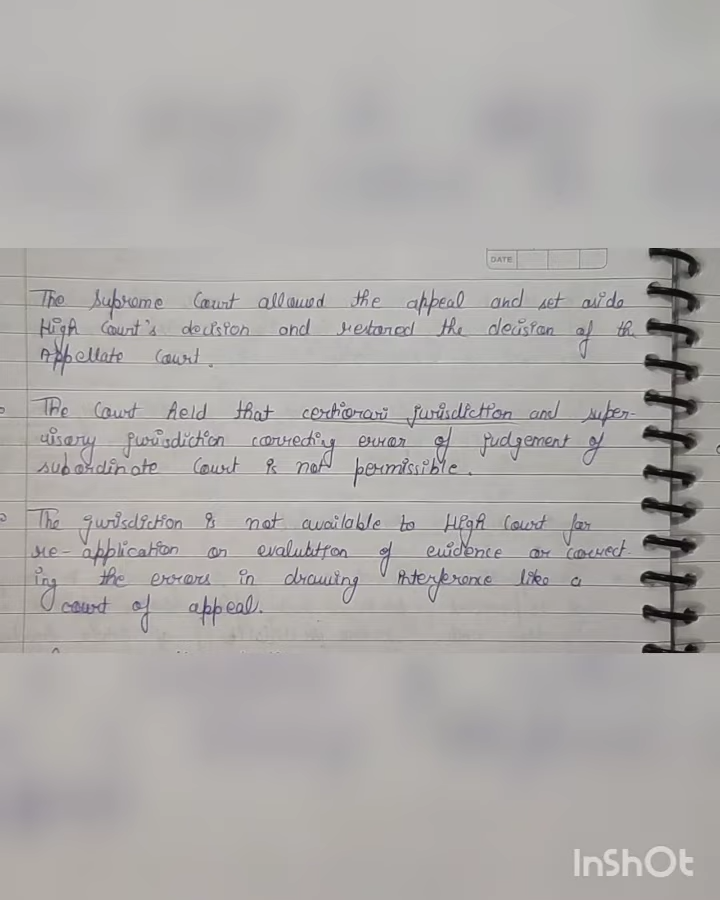 DATE
The Supreme Court allowed the appeal and set aside
High Court's decision and restored the decision of the
Appellate Court.
The Court held that certiorari jurisdiction and super-
visory jurisdiction correcting error of judgement of
subordinate Court is not permissible.
The jurisdiction is not available to High Court for
re-application or evalution of evidence or correct-
ing the errors in drawing interference like a
court of appeal.
InShOt